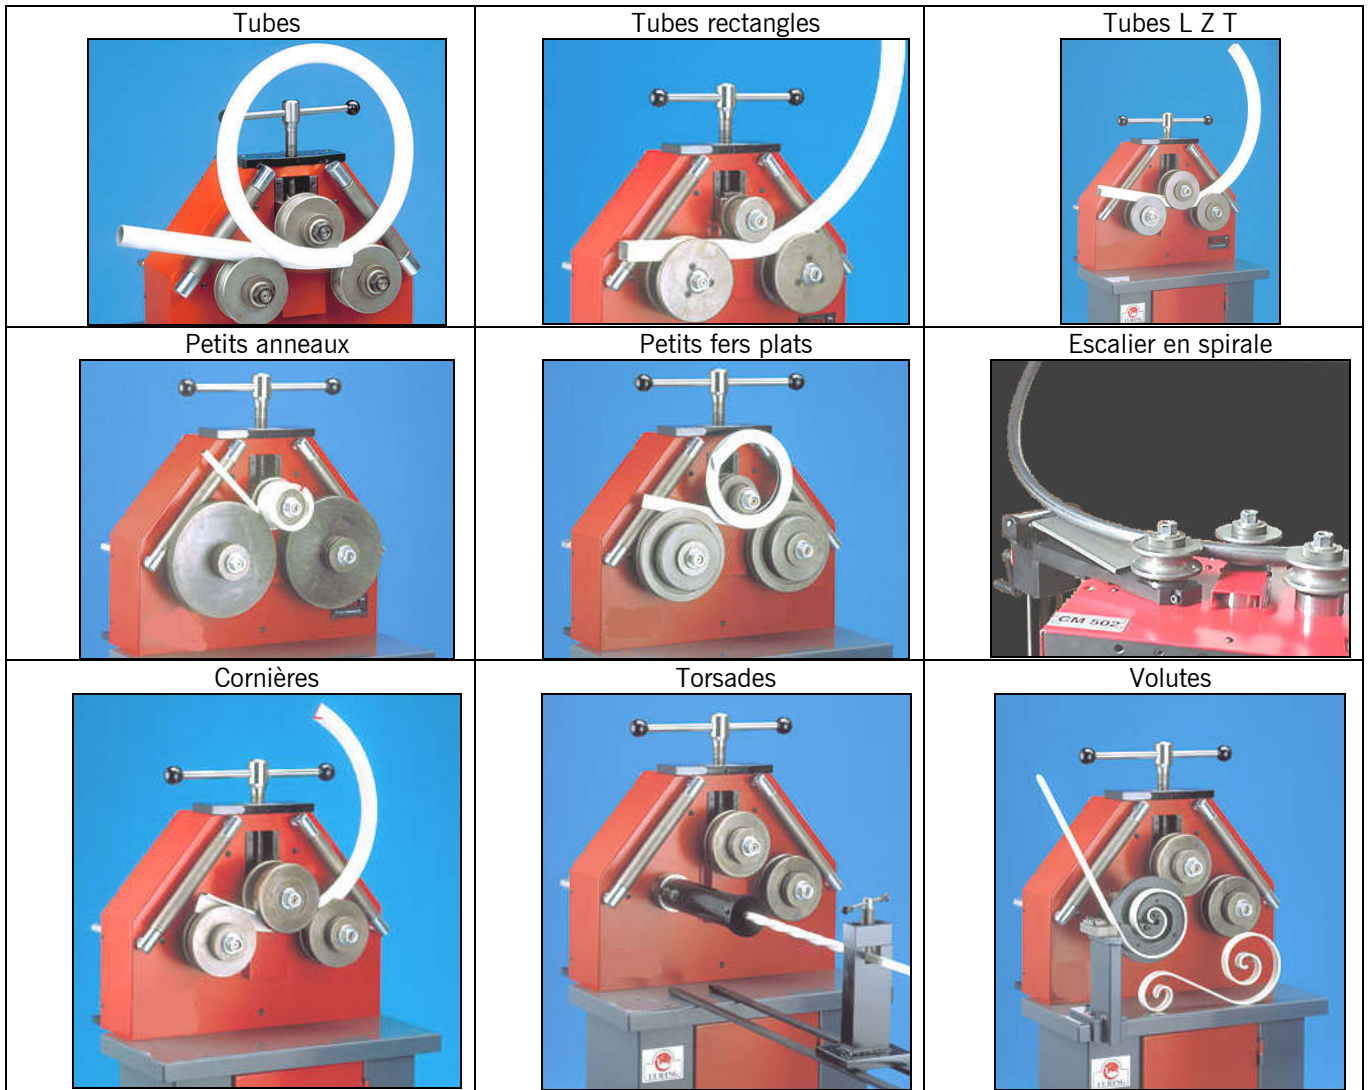 Tubes
Tubes rectangles
Tubes L Z T
Petits anneaux
Petits fers plats
Escalier en spirale
CM 502
Cornières
Torsades
Volutes